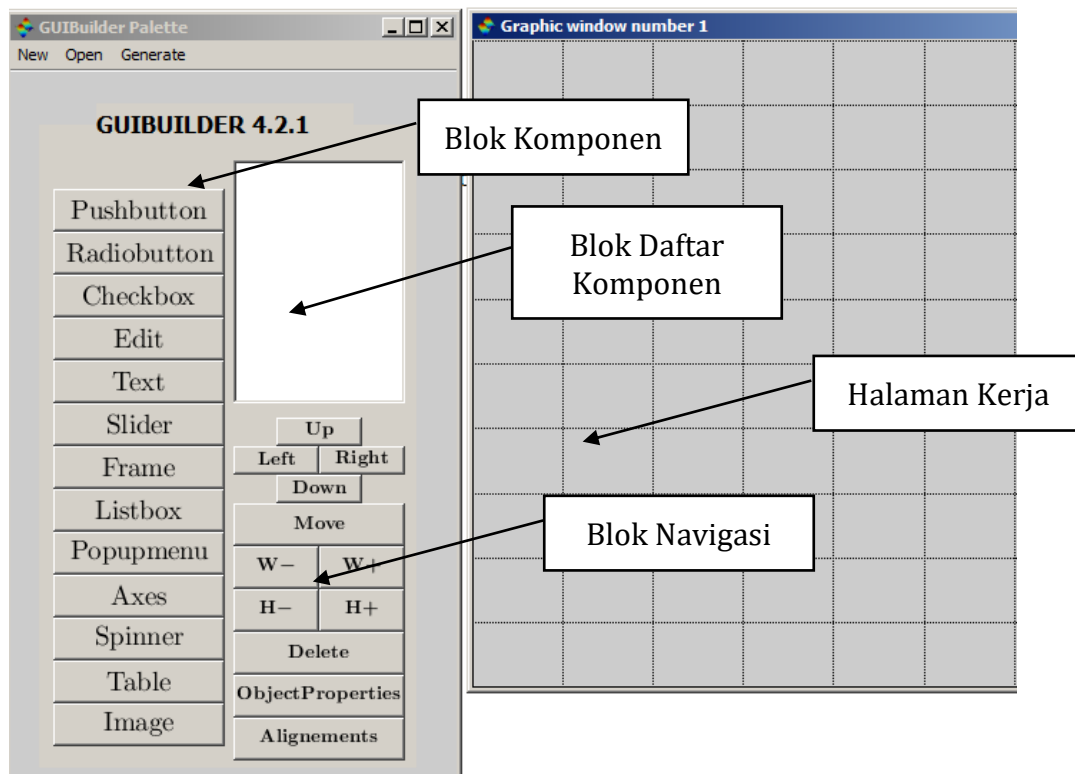 GUIBuilder Palette
New Open Generate
GUIBUILDER 4.2.1
Pushbutton
Radiobutton
Checkbox
Edit
Text
Slider
Frame
Listbox
Popupmenu
Axes
Spinner
Table
Image
Up
Left Right
Down
Move
W− W+
H− H+
Delete
ObjectProperties
Alignements
Graphic window number 1
Blok Komponen
Blok Daftar
Komponen
Halaman Kerja
Blok Navigasi